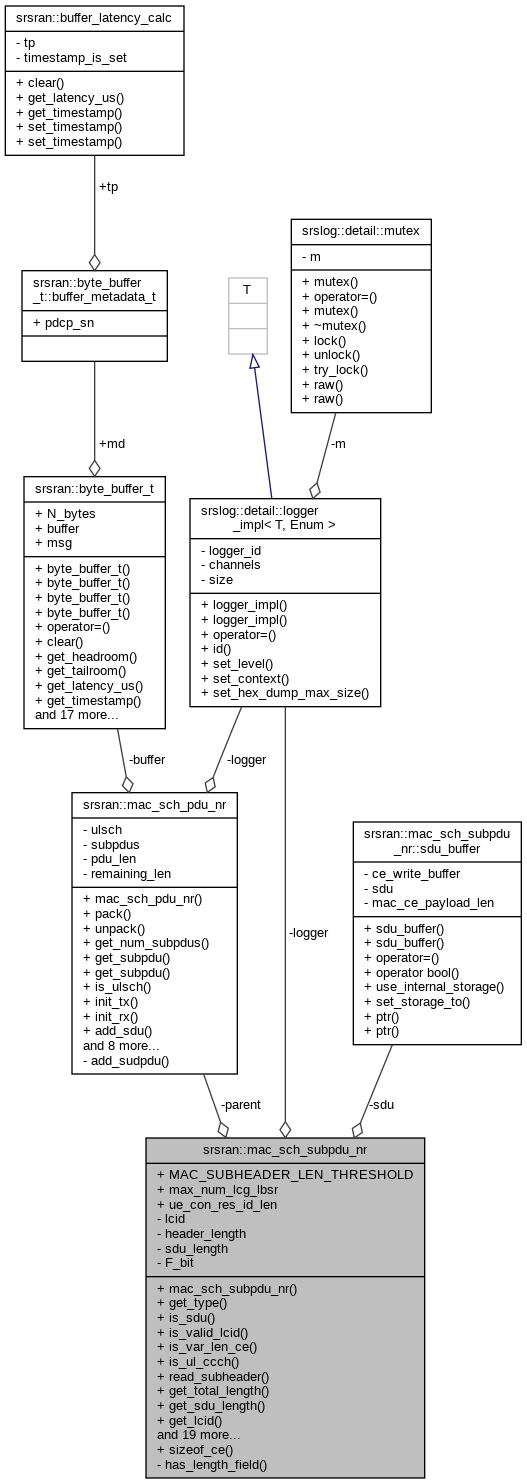 srsran::buffer_latency_calc
- tp
- timestamp_is_set
+ clear()
+ get_latency_us()
+ get_timestamp()
+ set_timestamp()
+ set_timestamp()
+tp
srsran::byte_buffer
_t::buffer_metadata_t
+ pdcp_sn
+md
srslog::detail::mutex
- m
+ mutex()
+ operator=()
+ mutex()
+ ~mutex()
+ lock()
+ unlock()
+ try_lock()
+ raw()
+ raw()
T
-m
srsran::byte_buffer_t
+ N_bytes
+ buffer
+ msg
+ byte_buffer_t()
+ byte_buffer_t()
+ byte_buffer_t()
+ byte_buffer_t()
+ operator=()
+ clear()
+ get_headroom()
+ get_tailroom()
+ get_latency_us()
+ get_timestamp()
and 17 more...
srslog::detail::logger
_impl< T, Enum >
- logger_id
- channels
- size
+ logger_impl()
+ logger_impl()
+ operator=()
+ id()
+ set_level()
+ set_context()
+ set_hex_dump_max_size()
-buffer
-logger
srsran::mac_sch_pdu_nr
- ulsch
- subpdus
- pdu_len
- remaining_len
+ mac_sch_pdu_nr()
+ pack()
+ unpack()
+ get_num_subpdus()
+ get_subpdu()
+ get_subpdu()
+ is_ulsch()
+ init_tx()
+ init_rx()
+ add_sdu()
and 8 more...
- add_sudpdu()
-logger
srsran::mac_sch_subpdu
_nr::sdu_buffer
- ce_write_buffer
- sdu
- mac_ce_payload_len
+ sdu_buffer()
+ sdu_buffer()
+ operator=()
+ operator bool()
+ use_internal_storage()
+ set_storage_to()
+ ptr()
+ ptr()
-parent
-sdu
srsran::mac_sch_subpdu_nr
+ MAC_SUBHEADER_LEN_THRESHOLD
+ max_num_lcg_lbsr
+ ue_con_res_id_len
- lcid
- header_length
- sdu_length
- F_bit
+ mac_sch_subpdu_nr()
+ get_type()
+ is_sdu()
+ is_valid_lcid()
+ is_var_len_ce()
+ is_ul_ccch()
+ read_subheader()
+ get_total_length()
+ get_sdu_length()
+ get_lcid()
and 19 more...
+ sizeof_ce()
- has_length_field()